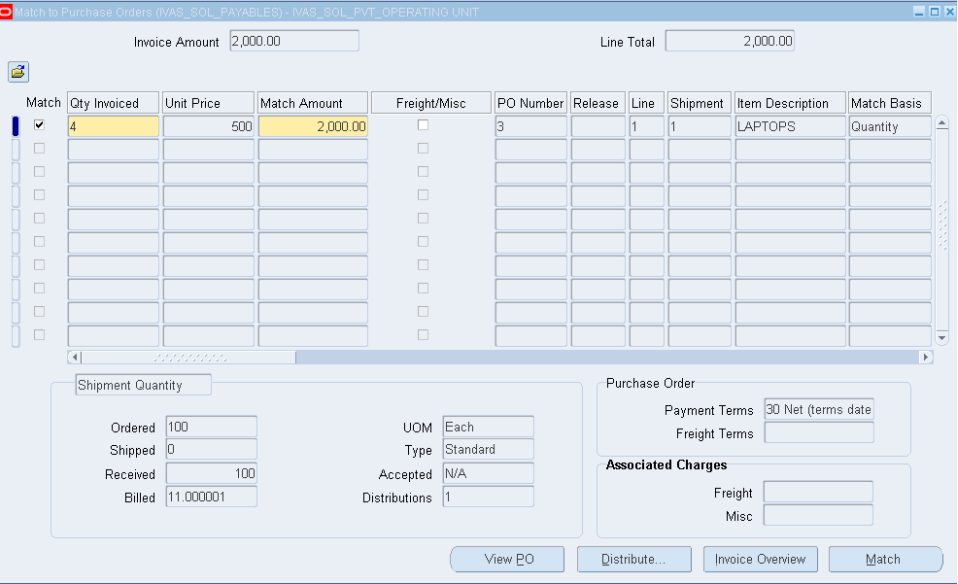 Match to Purchase Orders (IVAS_SOL_PAYABLES) - IVAS_SOL_PVT_OPERATING UNIT
Invoice Amount 2,000.00 Line Total 2,000.00
Match Qty Invoiced Unit Price Match Amount Freight/Misc PO Number Release Line Shipment Item Description Match Basis
4 500 2,000.00 3 1 1 LAPTOPS Quantity
Shipment Quantity
Ordered 100 UOM Each
Shipped 0 Type Standard
Received 100 Accepted N/A
Billed 11.000001 Distributions 1
Purchase Order
Payment Terms 30 Net (terms date
Freight Terms
Associated Charges
Freight
Misc
View PO Distribute... Invoice Overview Match